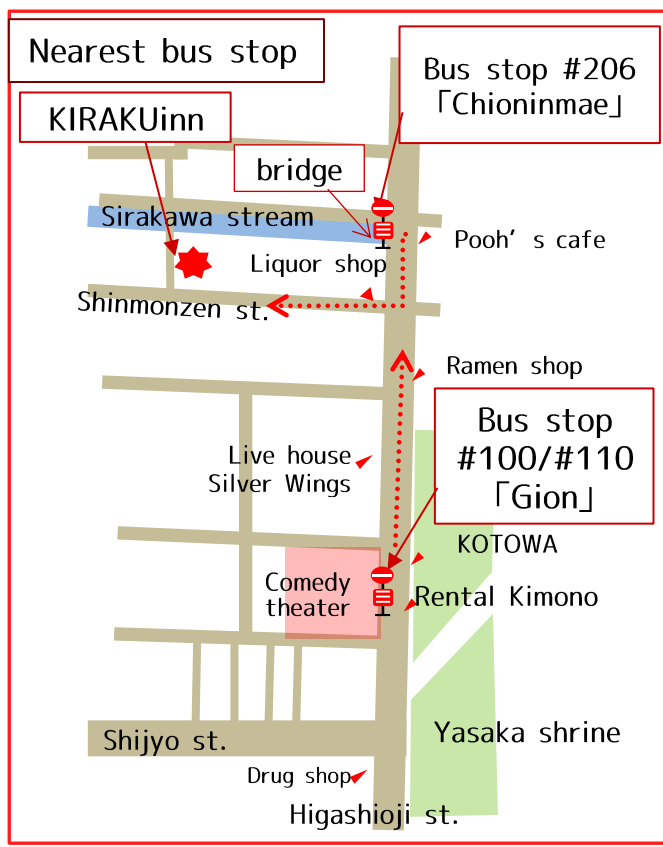 Nearest bus stop
Bus stop #206
「Chioninmae」
KIRAKUinn
bridge
Sirakawa stream
Pooh’s cafe
Liquor shop
Shinmonzen st.
Ramen shop
Bus stop
#100/#110
「Gion」
Live house
Silver Wings
KOTOWA
Comedy
theater
Rental Kimono
Shijyo st.
Yasaka shrine
Drug shop
Higashioji st.